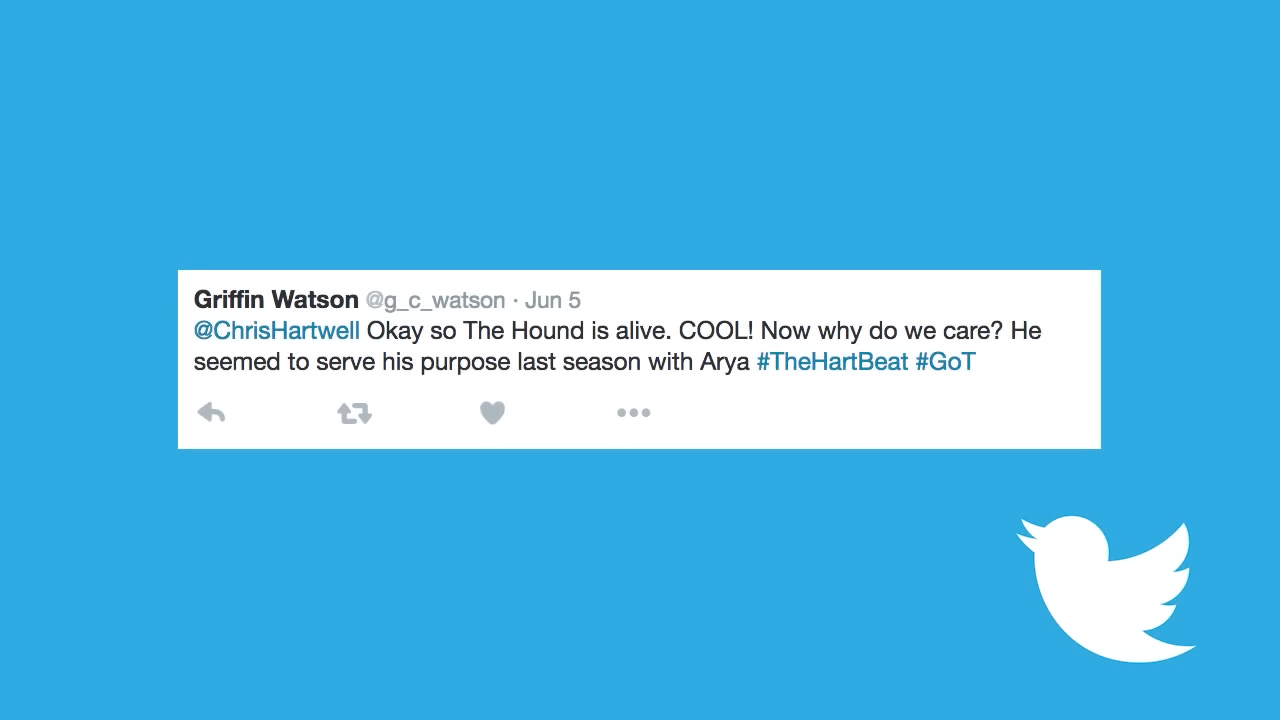 Griffin Watson @g_c_watson · Jun 5
@ChrisHartwell Okay so The Hound is alive. COOL! Now why do we care? He
seemed to serve his purpose last season with Arya #TheHartBeat #GoT